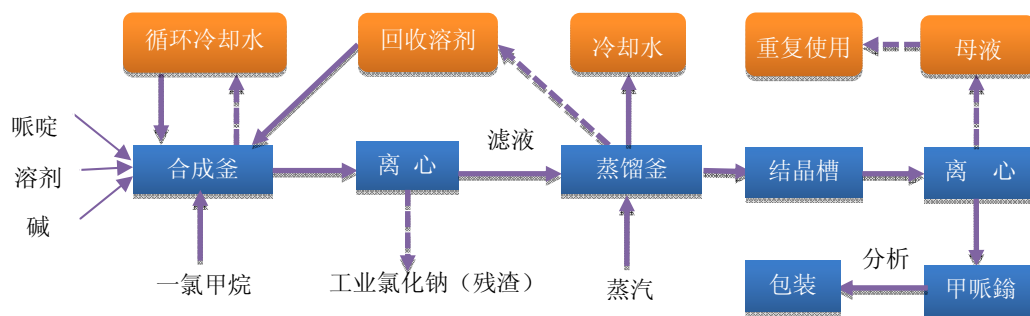 循环冷却水
回收溶剂
冷却水
重复使用
母液
哌啶
溶剂
碱
合成釜
离 心
滤液
蒸馏釜
结晶槽
离 心
一氯甲烷
工业氯化钠（残渣）
蒸汽
包装
分析
甲哌鎓